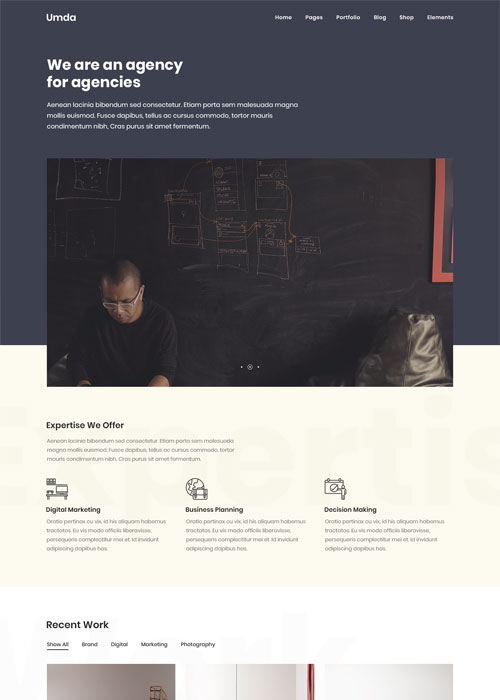 Umda
Home Pages Portfolio Blog Shop Elements
We are an agency
for agencies
Aenean lacinia bibendum sed consectetur. Etiam porta sem malesuada magna
mollis euismod. Fusce dapibus, tellus ac cursus commodo, tortor mauris
condimentum nibh, Cras purus sit amet fermentum.
Expertise We Offer
Aenean lacinia bibendum sed consectetur. Etiam porta sem malesuada
magna mollis euismod. Fusce dapibus, tellus ac cursus commodo, tortor
mauris condimentum nibh, Cras purus sit amet fermentum.
Digital Marketing
Oratio pertinax cu vix, id his aliquam habemus
tractatos. Eu vis modo officiis liberavisse,
persequeris complectitur mei et. Id invidunt
adipiscing dapibus has.
Business Planning
Oratio pertinax cu vix, id his aliquam habemus
tractatos. Eu vis modo officiis liberavisse,
persequeris complectitur mei et. Id invidunt
adipiscing dapibus has.
Decision Making
Oratio pertinax cu vix, id his aliquam habemus
tractatos. Eu vis modo officiis liberavisse,
persequeris complectitur mei et. Id invidunt
adipiscing dapibus has.
Recent Work
Show All Brand Digital Marketing Photography